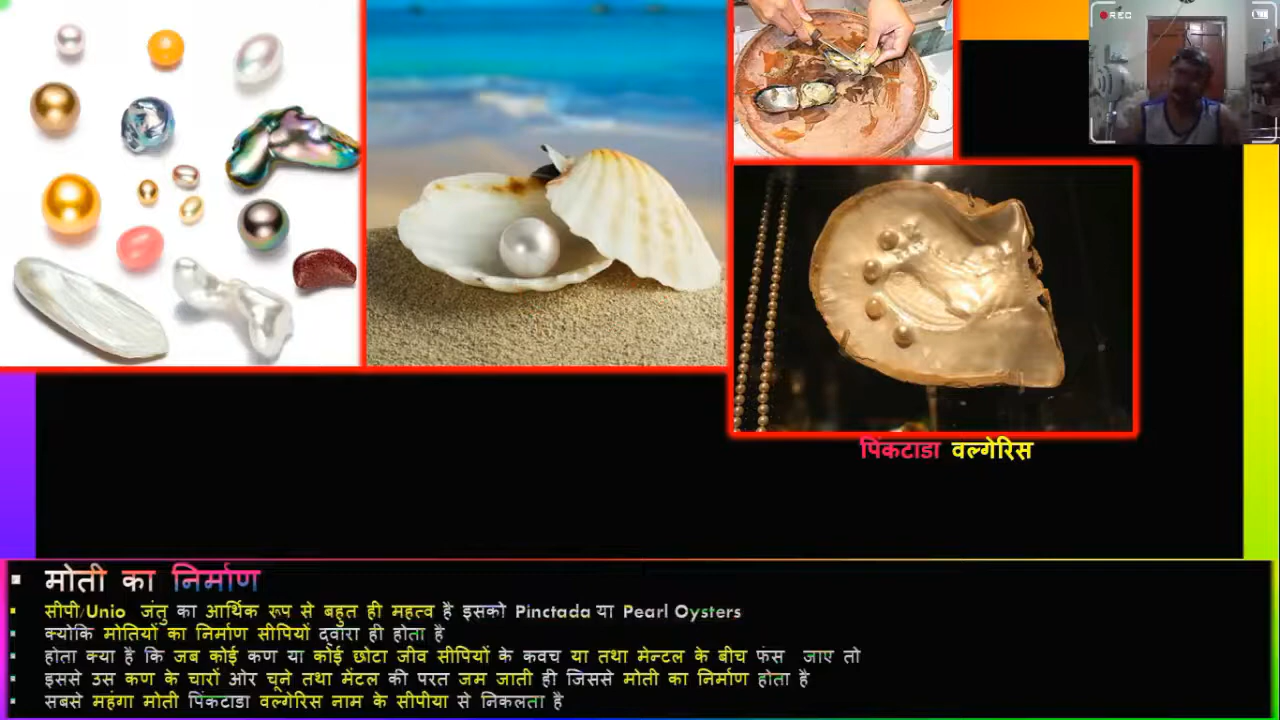 REC
पिंकटाडा वल्गेरिस
मोती का निर्माण
सीपी/Unio जंतु का आर्थिक रूप से बहुत ही महत्व है इसको Pinctada या Pearl Oysters
क्योकि मोतियों का निर्माण सीपियों द्वारा ही होता है
होता क्या है कि जब कोई कण या कोई छोटा जीव सीपियों के कवच या तथा मेन्टल के बीच फंस जाए तो
इससे उस कण के चारों ओर चूने तथा मेंटल की परत जम जाती ही जिससे मोती का निर्माण होता है
सबसे महंगा मोती पिंकटाडा वल्गेरिस नाम के सीपीया से निकलता है